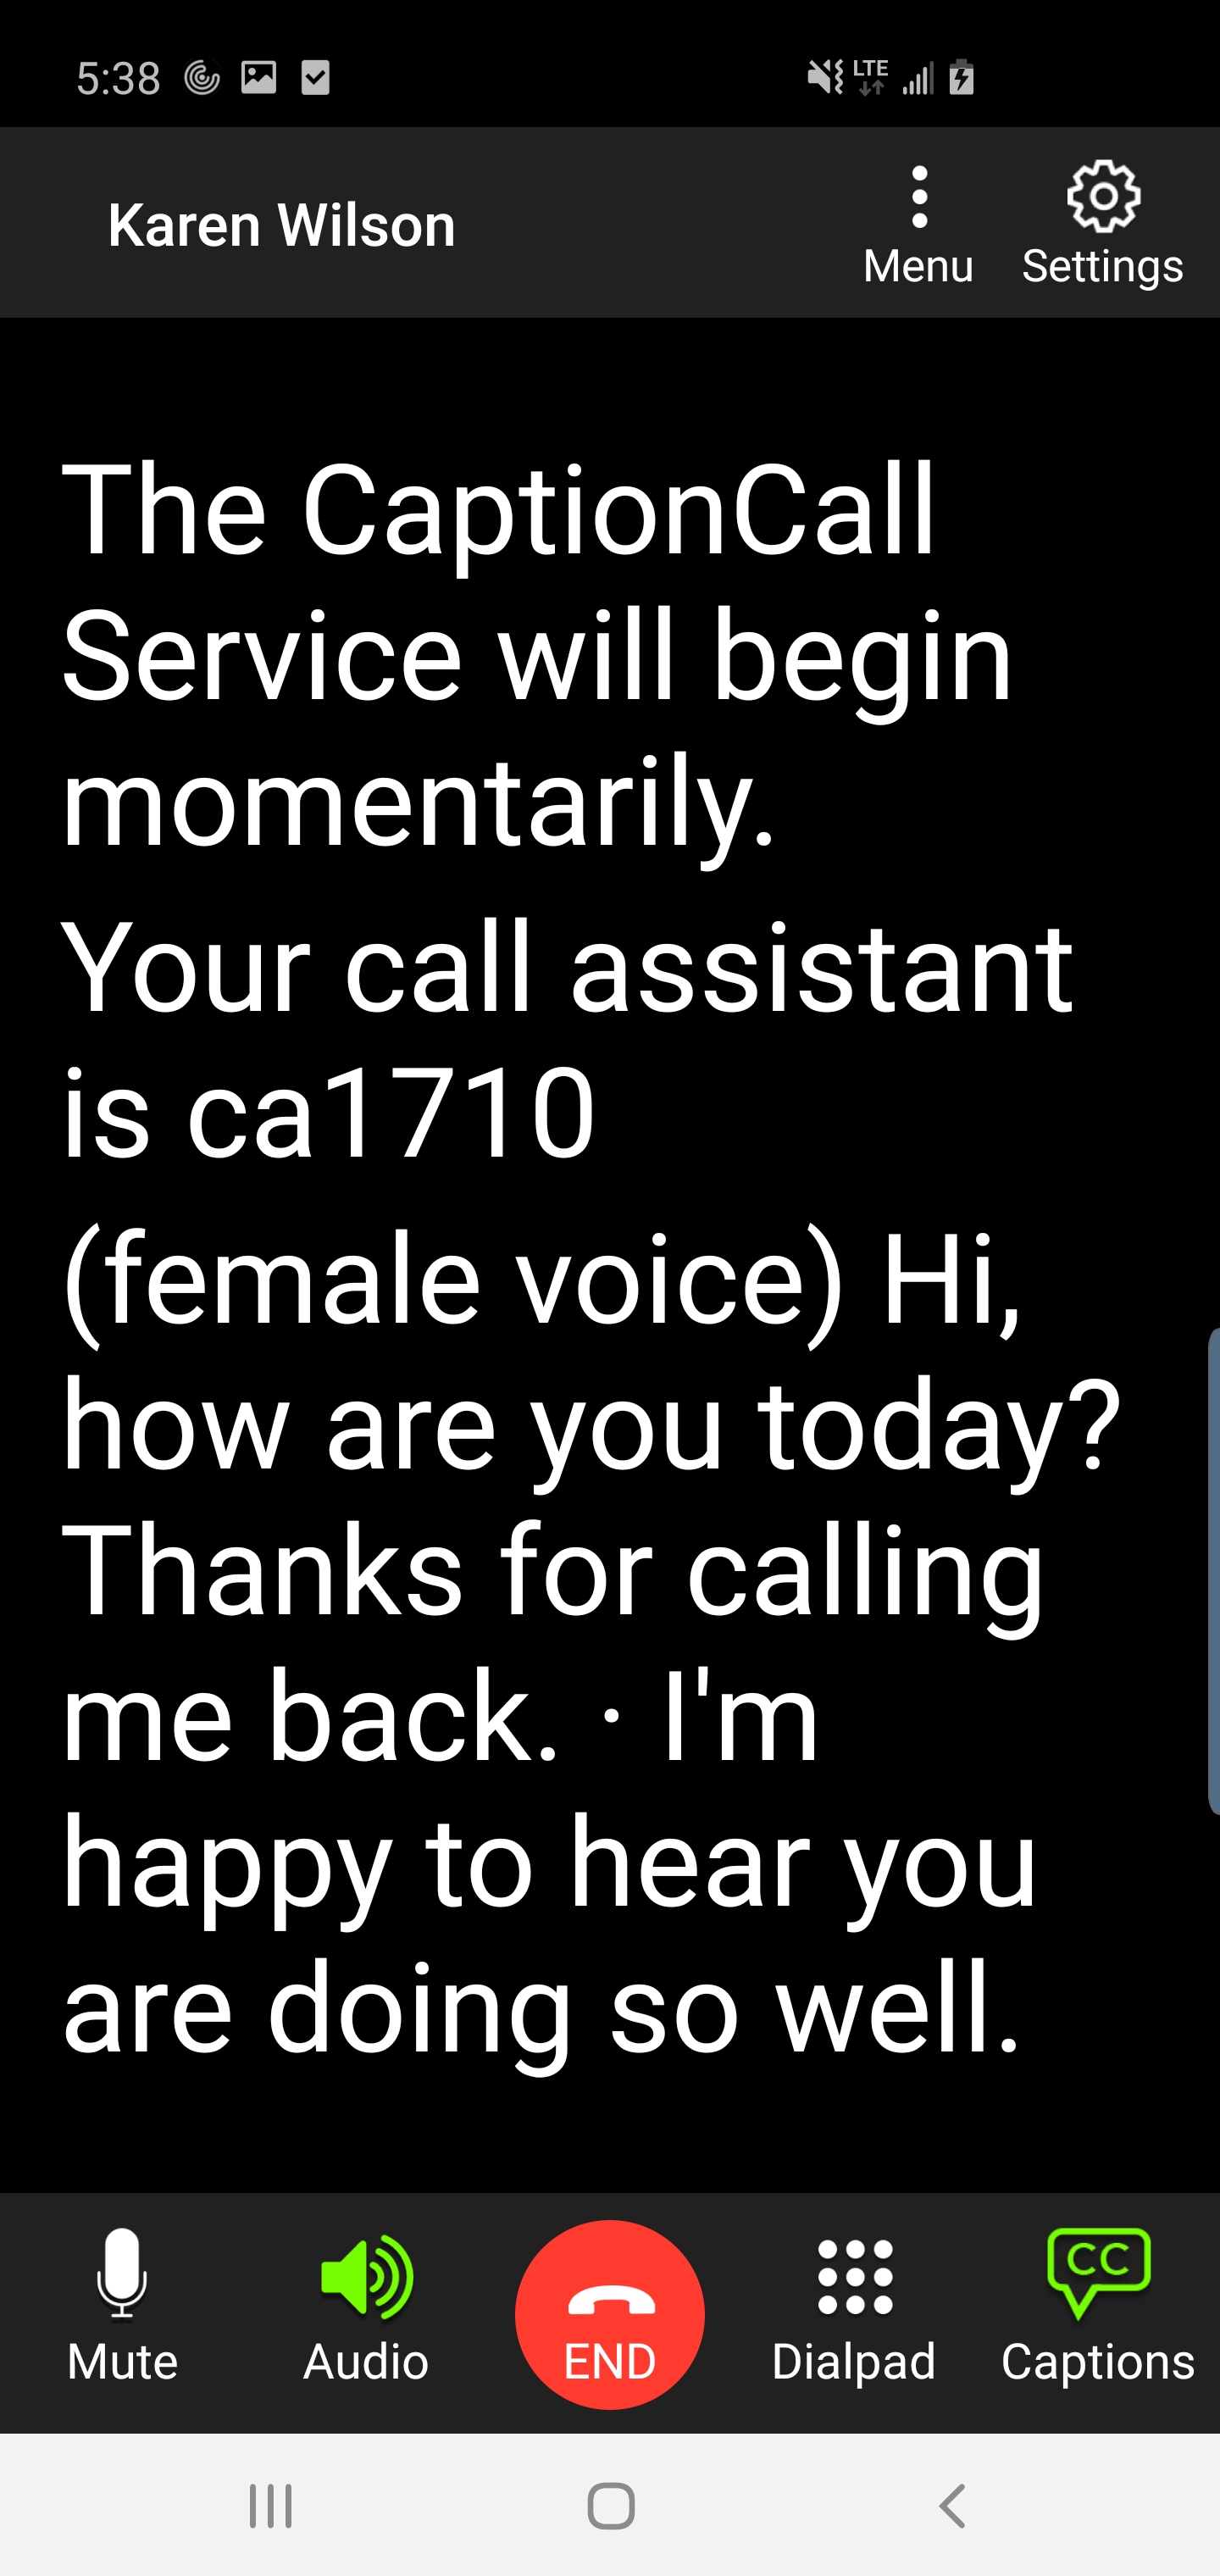 5:38
LTE
Karen Wilson
Menu
Settings
The CaptionCall
Service will begin
momentarily.
Your call assistant
is ca1710
(female voice) Hi,
how are you today?
Thanks for calling
me back. · I'm
happy to hear you
are doing so well.
CC
Mute
Audio
END
Dialpad
Captions